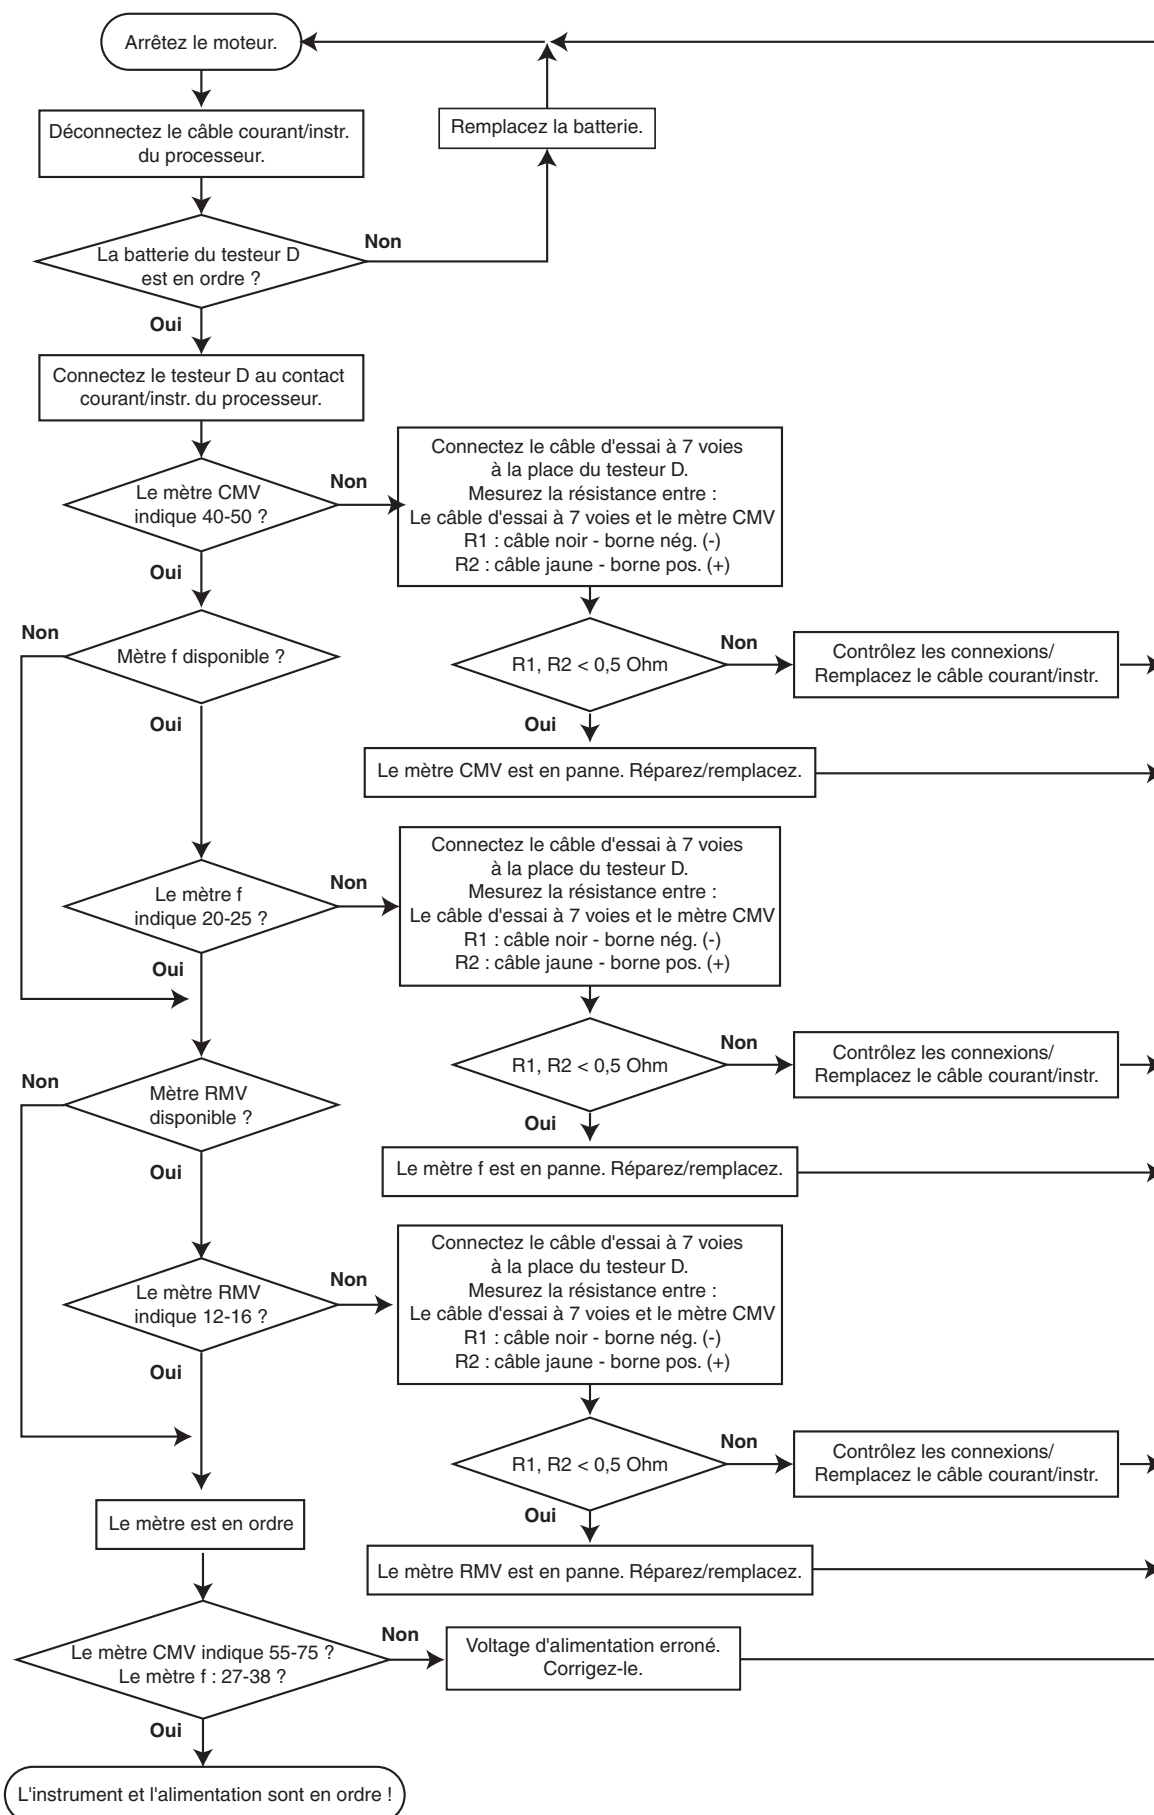 Arrêtez le moteur.
Déconnectez le câble courant/instr.
du processeur.
Remplacez la batterie.
La batterie du testeur D
est en ordre ?
Non
Oui
Connectez le testeur D au contact
courant/instr. du processeur.
Le mètre CMV
indique 40-50 ?
Non
Connectez le câble d'essai à 7 voies
à la place du testeur D.
Mesurez la résistance entre :
Le câble d'essai à 7 voies et le mètre CMV
R1 : câble noir - borne nég. (-)
R2 : câble jaune - borne pos. (+)
Oui
Non
Mètre f disponible ?
R1, R2 < 0,5 Ohm
Non
Contrôlez les connexions/
Remplacez le câble courant/instr.
Oui
Oui
Le mètre CMV est en panne. Réparez/remplacez.
Le mètre f
indique 20-25 ?
Non
Connectez le câble d'essai à 7 voies
à la place du testeur D.
Mesurez la résistance entre :
Le câble d'essai à 7 voies et le mètre CMV
R1 : câble noir - borne nég. (-)
R2 : câble jaune - borne pos. (+)
Oui
R1, R2 < 0,5 Ohm
Non
Contrôlez les connexions/
Remplacez le câble courant/instr.
Non
Mètre RMV
disponible ?
Oui
Oui
Le mètre f est en panne. Réparez/remplacez.
Le mètre RMV
indique 12-16 ?
Non
Connectez le câble d'essai à 7 voies
à la place du testeur D.
Mesurez la résistance entre :
Le câble d'essai à 7 voies et le mètre CMV
R1 : câble noir - borne nég. (-)
R2 : câble jaune - borne pos. (+)
Oui
R1, R2 < 0,5 Ohm
Non
Contrôlez les connexions/
Remplacez le câble courant/instr.
Oui
Le mètre est en ordre
Le mètre RMV est en panne. Réparez/remplacez.
Le mètre CMV indique 55-75 ?
Le mètre f : 27-38 ?
Non
Voltage d'alimentation erroné.
Corrigez-le.
Oui
L'instrument et l'alimentation sont en ordre !